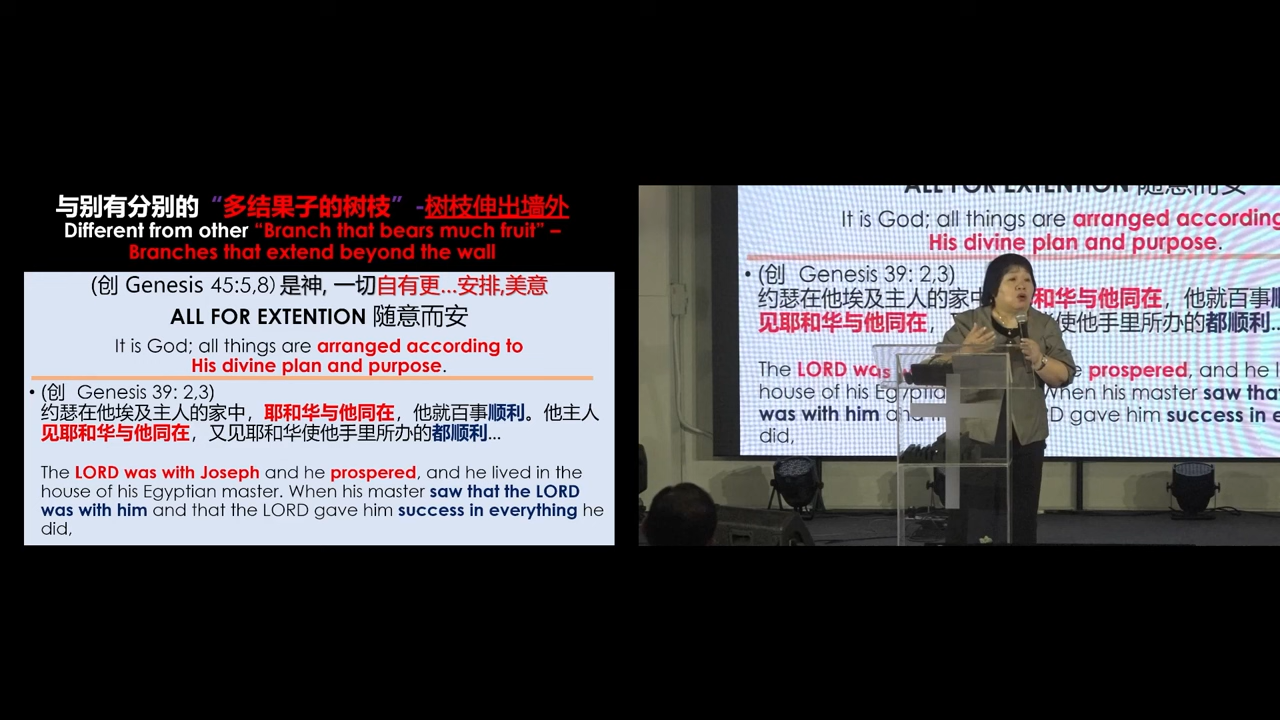 与别有分别的 “多结果子的树枝” -树枝伸出墙外
Different from other “Branch that bears much fruit” –
Branches that extend beyond the wall
(创 Genesis 45:5,8) 是神, 一切自有更...安排,美意
ALL FOR EXTENTION 随意而安
It is God; all things are arranged according to
His divine plan and purpose.
• (创 Genesis 39: 2,3)
约瑟在他埃及主人的家中，耶和华与他同在，他就百事顺利。他主人
见耶和华与他同在，又见耶和华使他手里所办的都顺利...
The LORD was with Joseph and he prospered, and he lived in the
house of his Egyptian master. When his master saw that the LORD
was with him and that the LORD gave him success in everything he
did,
ALL FOR EXTENTION 随意而安
It is God; all things are arranged according
His divine plan and purpose.
• (创 Genesis 39: 2,3)
约瑟在他埃及主人的家中 和华与他同在，他就百事
见耶和华与他同在， 使他手里所办的都顺利...
The LORD was prospered, and he
house of his Egyptian When his master saw that
was with him and LORD gave him success in
did,